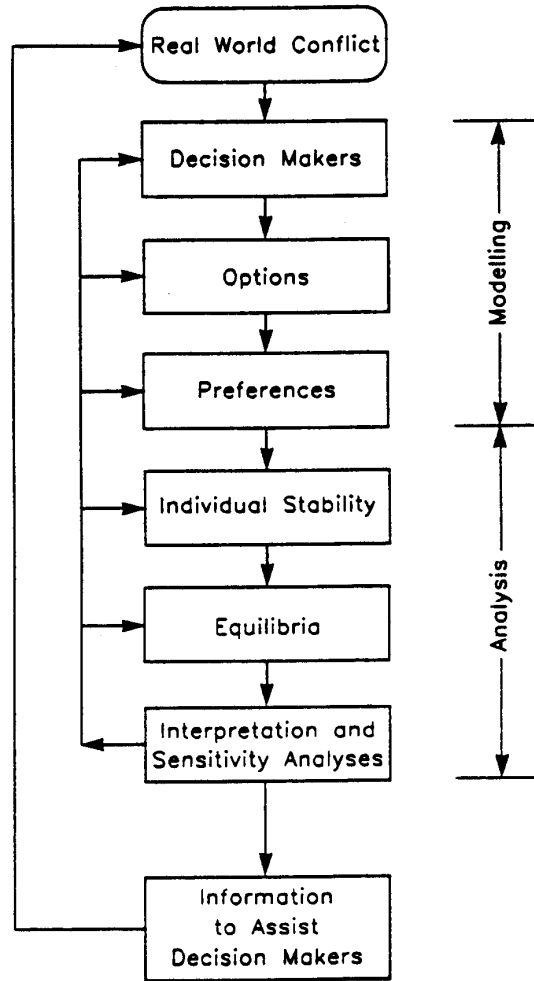 Real World Conflict
Decision Makers
Options
Preferences
Individual Stability
Equilibria
Interpretation and
Sensitivity Analyses
Information
to Assist
Decision Makers
Modelling
Analysis